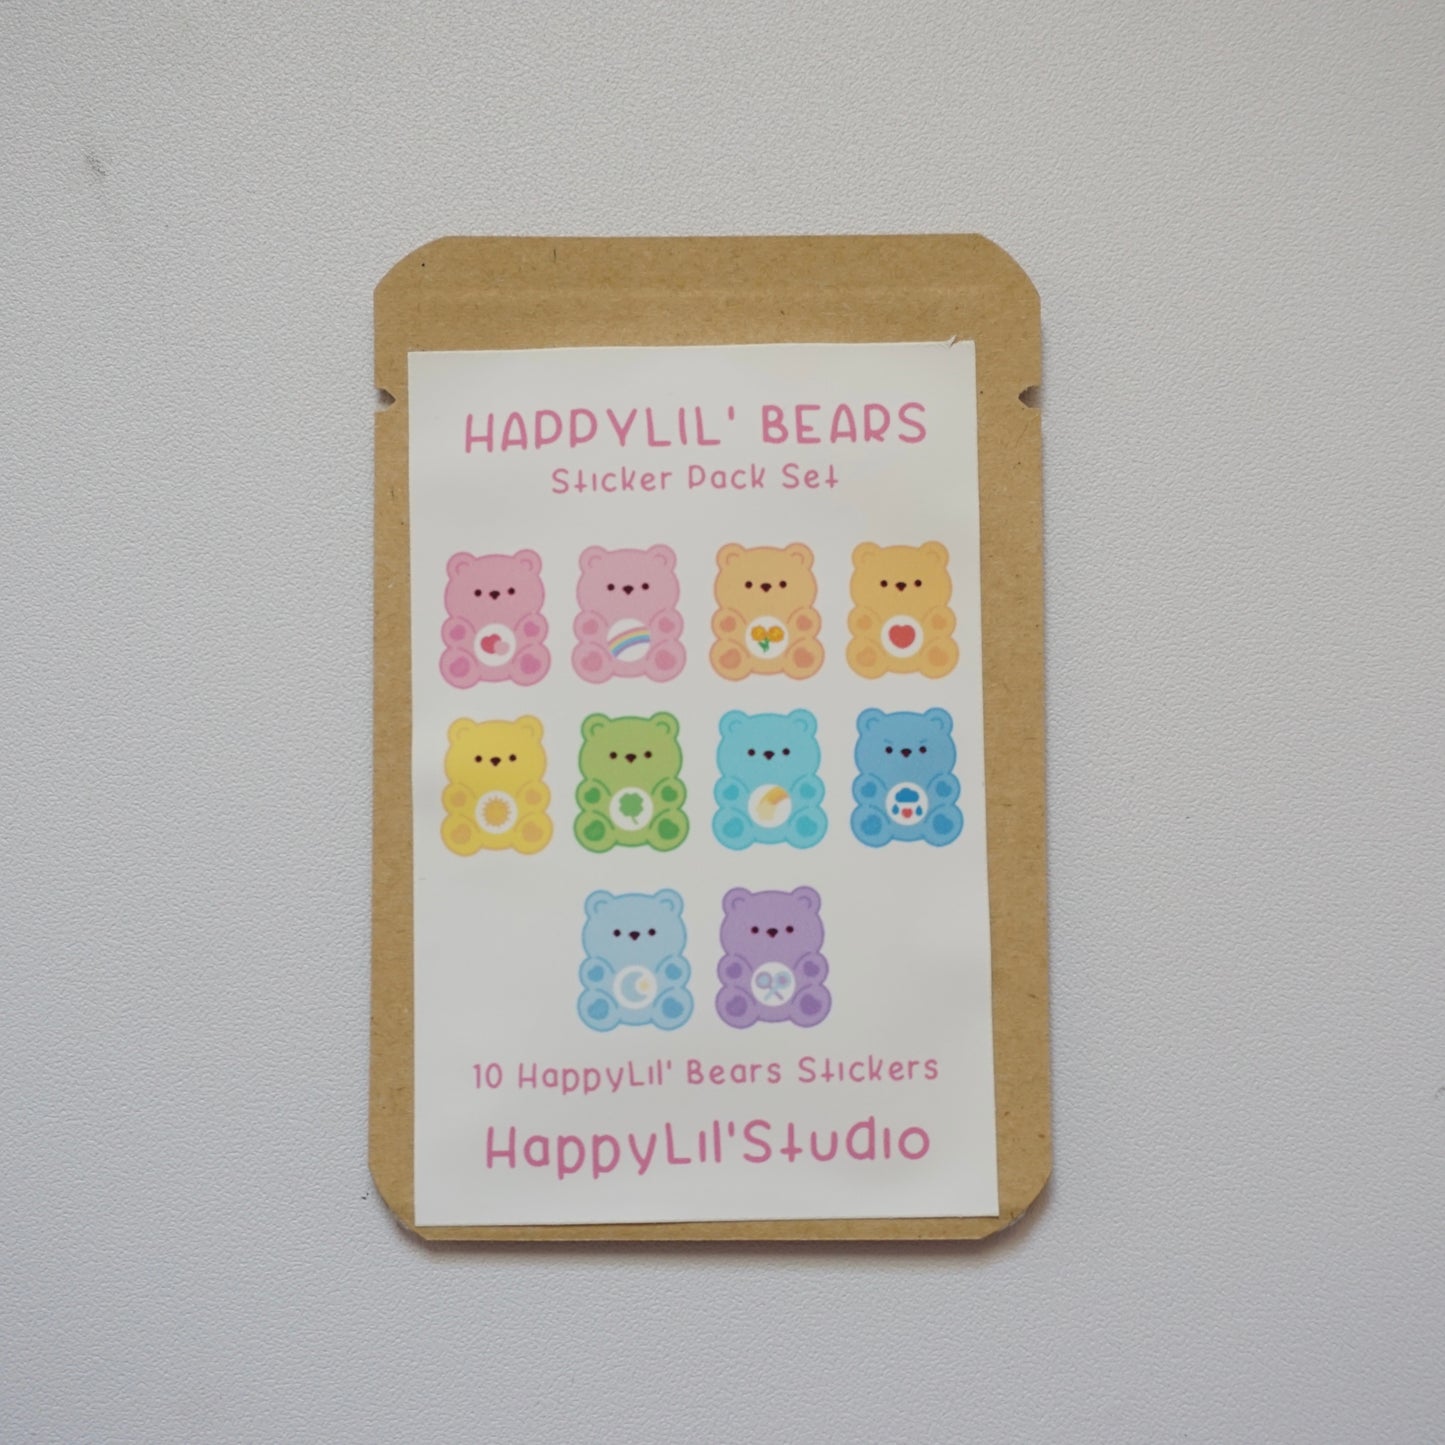 HAPPYLIL' BEARS
Sticker Pack Set
10 HappyLil' Bears Stickers
HappyLil'Studio